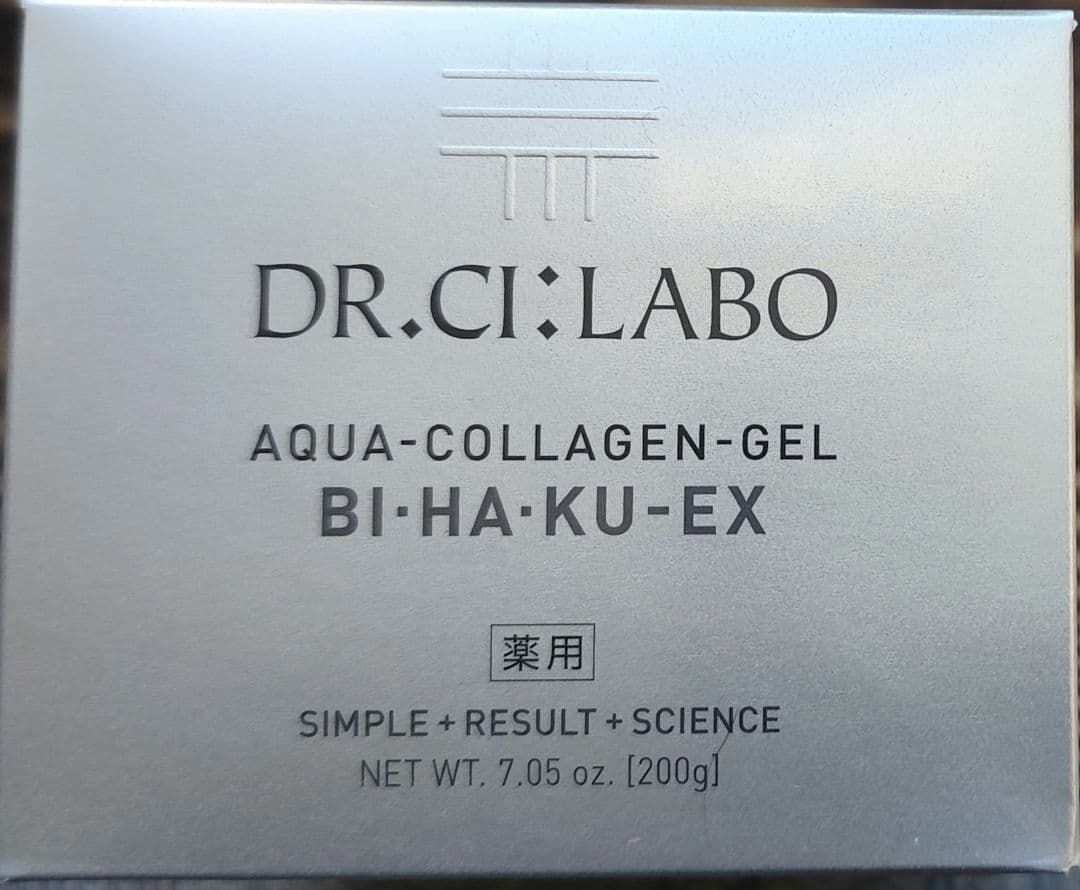 DR.CI:LABO
AQUA-COLLAGEN-GEL
BI·HA·KU-EX
薬用
SIMPLE+RESULT+SCIENCE
NET WT. 7.05 oz. [200g]